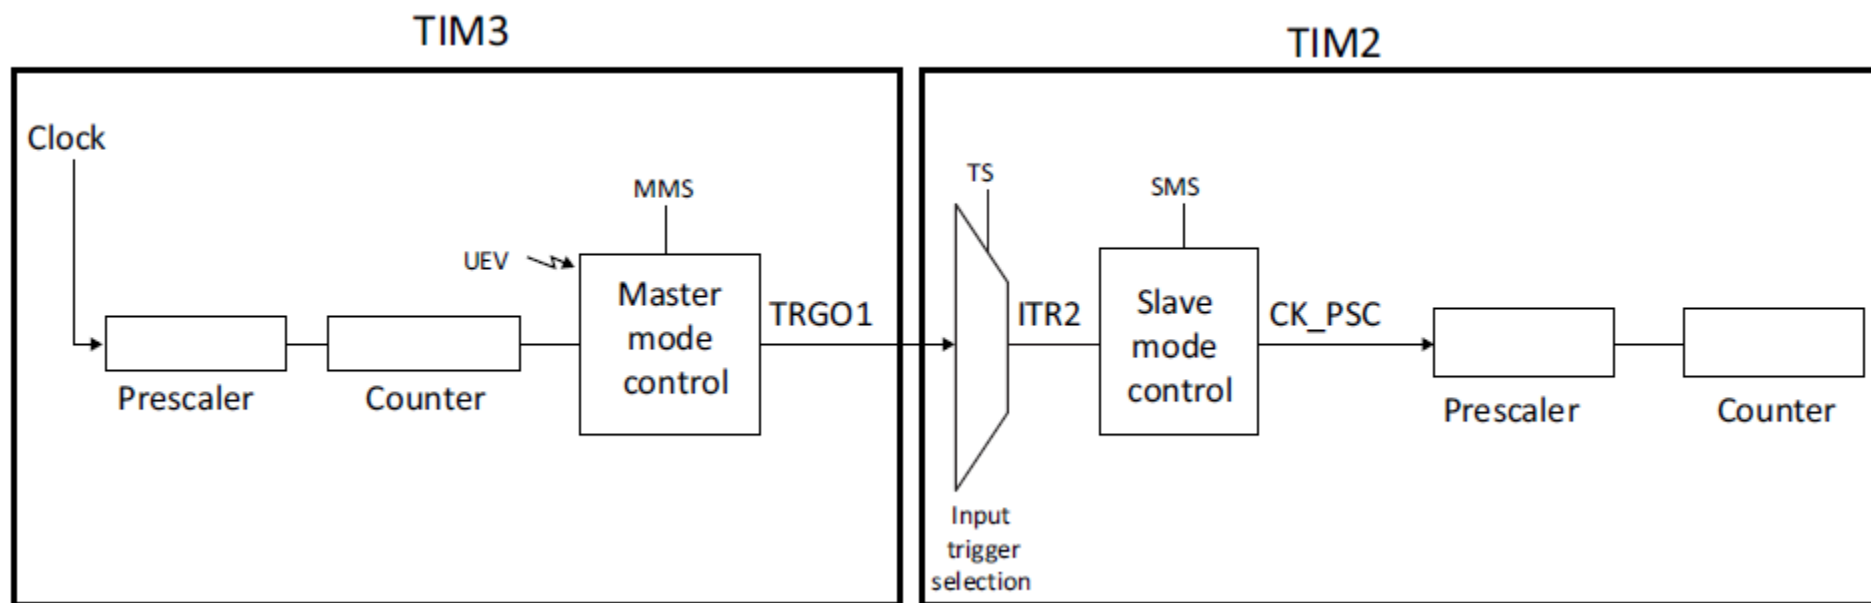 TIM3
TIM2
Clock
MMS
UEV
Master
mode
control
TRGO1
Prescaler
Counter
TS
SMS
ITR2
Slave
mode
control
CK_PSC
Prescaler
Counter
Input
trigger
selection